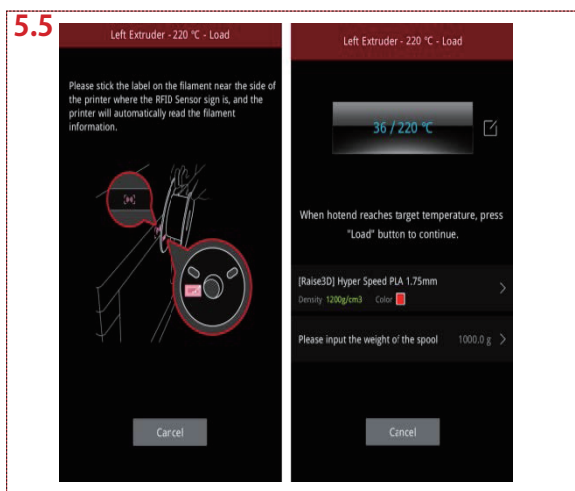 5.5
Left Extruder - 220 ℃ - Load
Please stick the label on the filament near the side of
the printer where the RFID Sensor sign is, and the
printer will automatically read the filament
information.
Cancel
Left Extruder - 220 ℃ - Load
36 / 220 ℃
When hotend reaches target temperature, press
"Load" button to continue.
[Raise3D] Hyper Speed PLA 1.75mm
Density 1200g/cm3 Color
Please input the weight of the spool 1000.0 g
Cancel